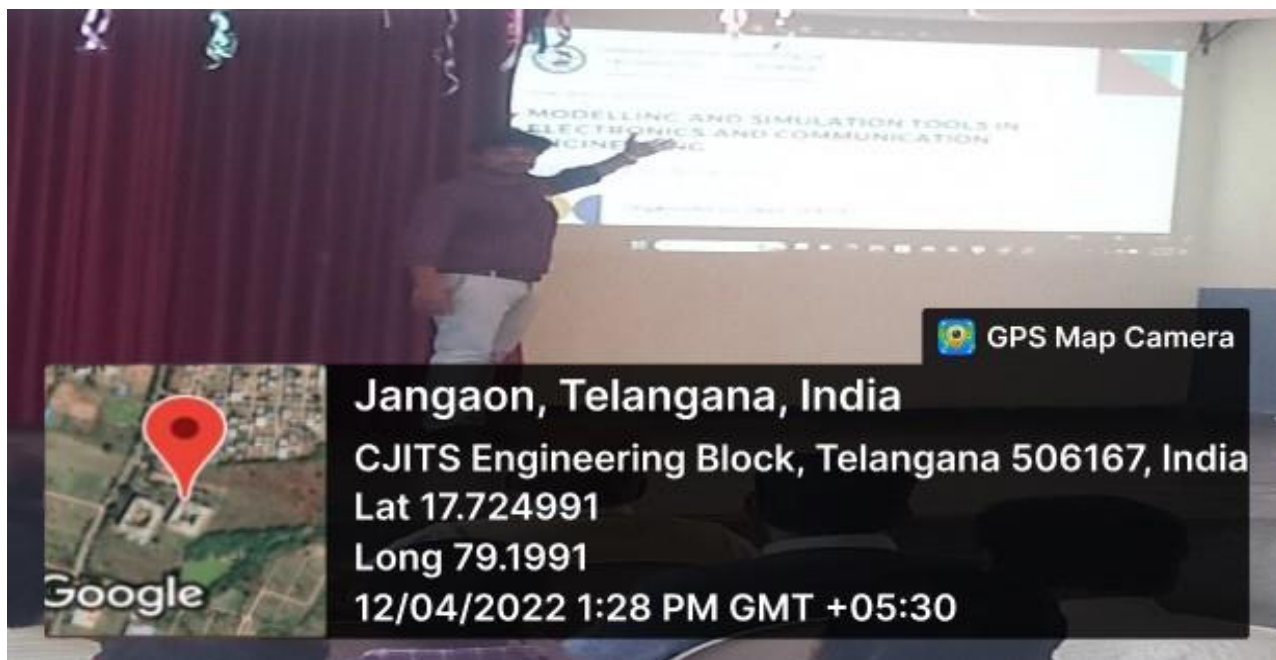 MODELLING AND SIMULATION TOOLS IN
ELECTRONICS AND COMMUNICATION
GPS Map Camera
Jangaon, Telangana, India
CJITS Engineering Block, Telangana 506167, India
Lat 17.724991
Long 79.1991
12/04/2022 1:28 PM GMT +05:30
Google